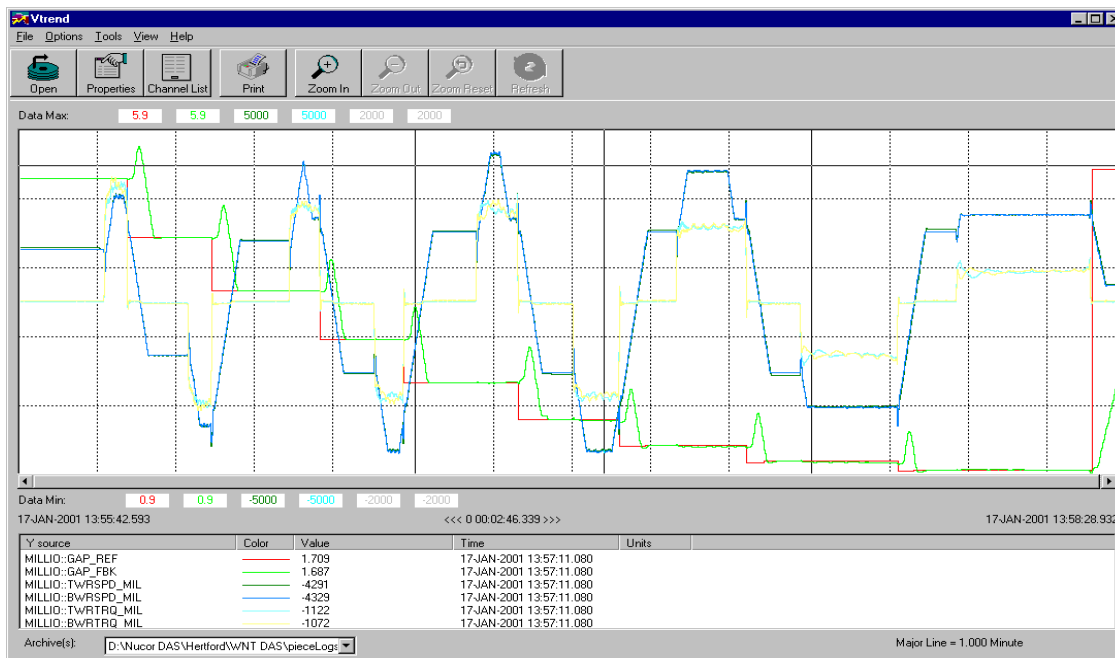 Vtrend
File Options Tools View Help
Open Properties Channel List Print Zoom In Zoom Out Zoom Reset Refresh
Data Max: 5.9 5.9 5000 5000 2000 2000
Data Min: 0.9 0.9 -5000 -5000 -2000 -2000
17-JAN-2001 13:55:42.593 <<< 0 00:02:46.339 >>> 17-JAN-2001 13:58:28.932
Y source Color Value Time Units
MILLIO::GAP_REF 1.709 17-JAN-2001 13:57:11.080
MILLIO::GAP_FBK 1.687 17-JAN-2001 13:57:11.080
MILLIO::TWRSPD_MIL -4291 17-JAN-2001 13:57:11.080
MILLIO::BWRSPD_MIL -4329 17-JAN-2001 13:57:11.080
MILLIO::TWRTRQ_MIL -1122 17-JAN-2001 13:57:11.080
MILLIO::BWRTRQ_MIL -1072 17-JAN-2001 13:57:11.080
Archive(s): D:\Nucor DAS\Hertford\WNT DAS\pieceLogs Major Line = 1.000 Minute